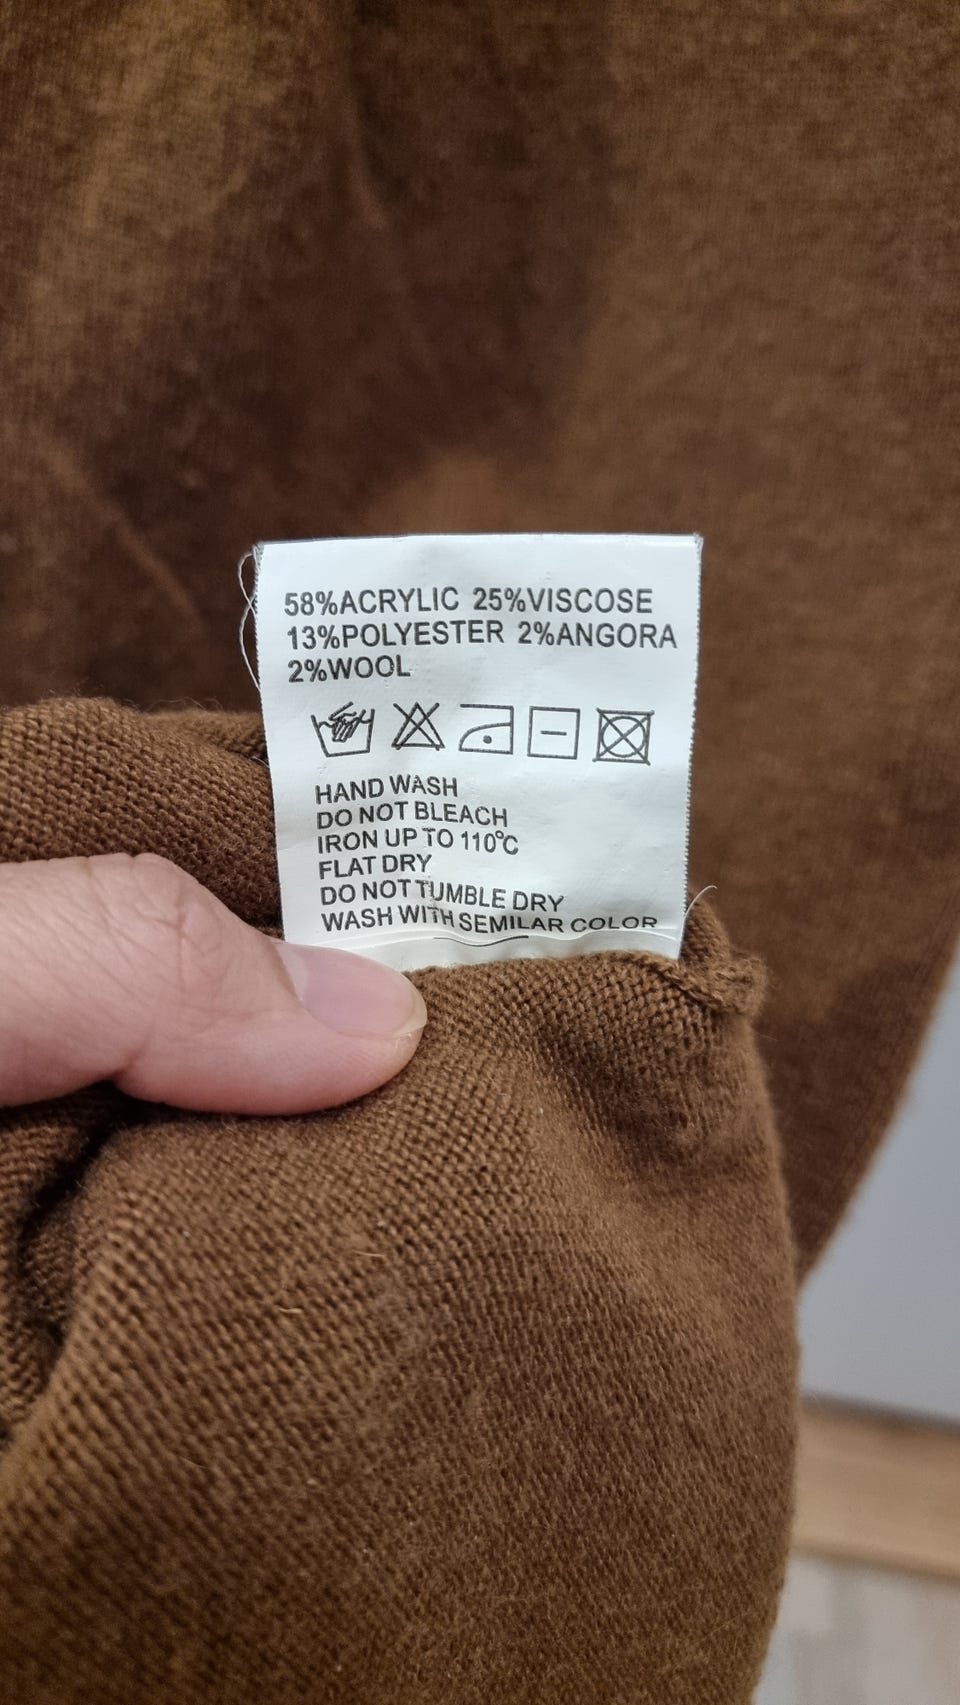 58%ACRYLIC 25%VISCOSE
13%POLYESTER 2%ANGORA
2%WOOL
HAND WASH
DO NOT BLEACH
IRON UP TO 110°C
FLAT DRY
DO NOT TUMBLE DRY
WASH WITH SEMILAR COLOR